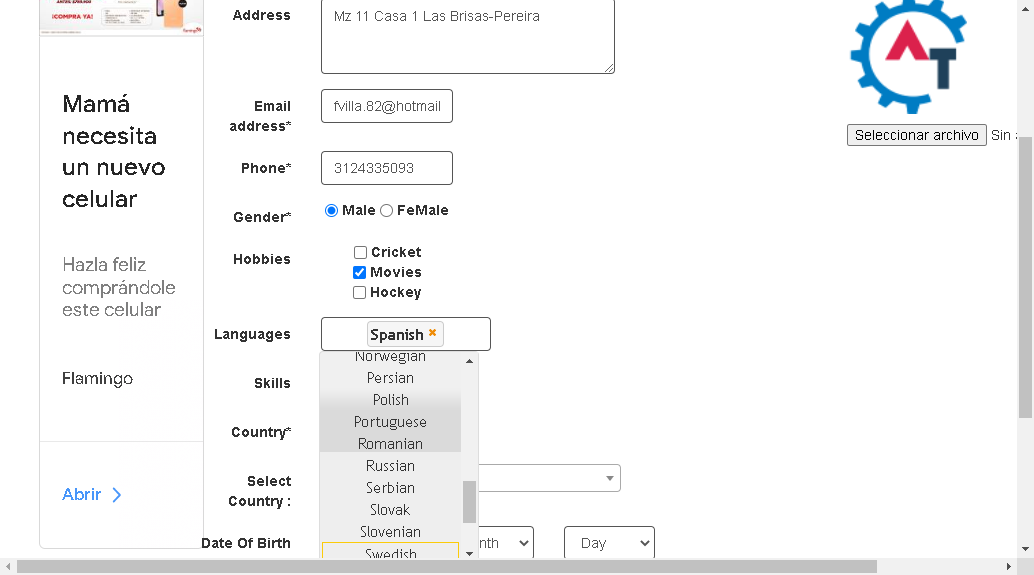 ¡COMPRA YA!
Mamá
necesita
un nuevo
celular
Hazla feliz
comprándole
este celular
Flamingo
Abrir
Address
Mz 11 Casa 1 Las Brisas-Pereira
Email
address*
fvilla.82@hotmail
Phone*
3124335093
Gender*
Male FeMale
Hobbies
Cricket
Movies
Hockey
Languages
Spanish
Norwegian
Persian
Polish
Portuguese
Romanian
Russian
Serbian
Slovak
Slovenian
Swedish
Skills
Country*
Select
Country :
Date Of Birth
nth
Day
AT
Seleccionar archivo Sin